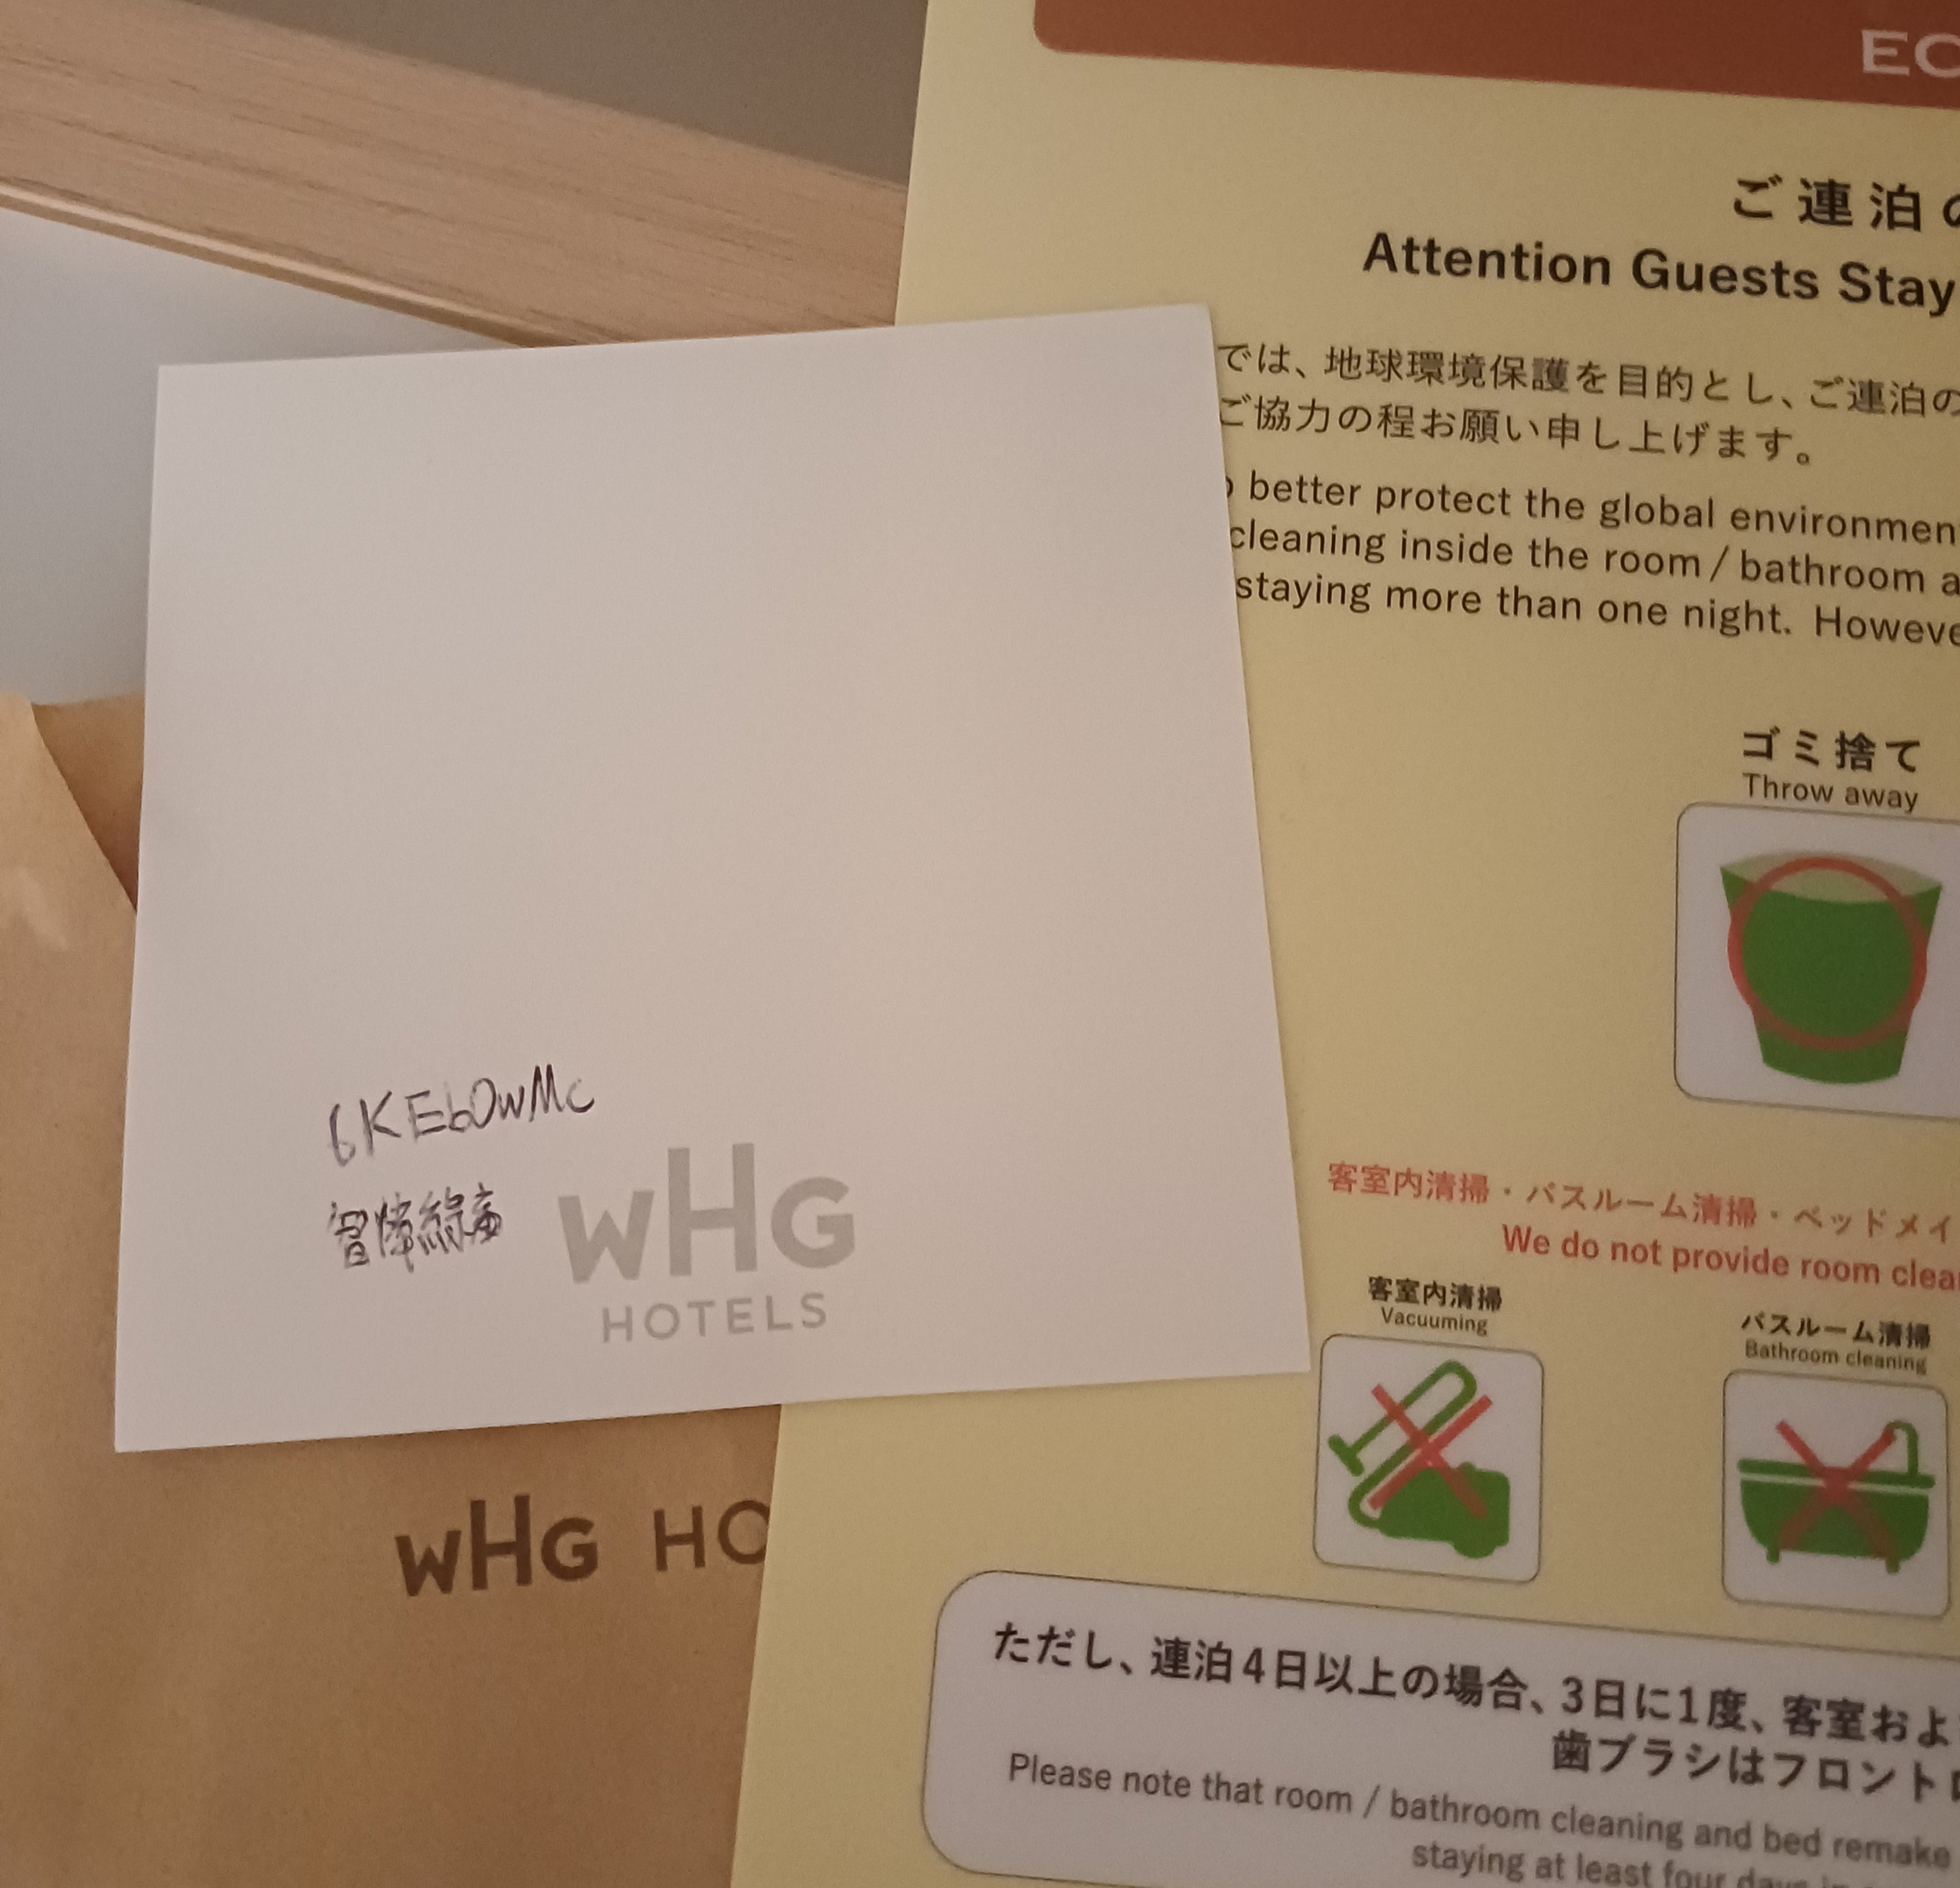 EC
ご連泊の
Attention Guests Stay
では、地球環境保護を目的とし、ご連泊の
ご協力の程お願い申し上げます。
better protect the global environmen
cleaning inside the room / bathroom a
staying more than one night. Howeve
ゴミ捨て
Throw away
6KEbOwMc
wHG
HOTELS
客室内清掃・バスルーム清掃・ベッドメイ
We do not provide room clea
客室内清掃
Vacuuming
バスルーム清掃
Bathroom cleaning
wHG HO
ただし、連泊4日以上の場合、3日に1度、客室およ
歯ブラシはフロント
Please note that room / bathroom cleaning and bed remake
staying at least four days